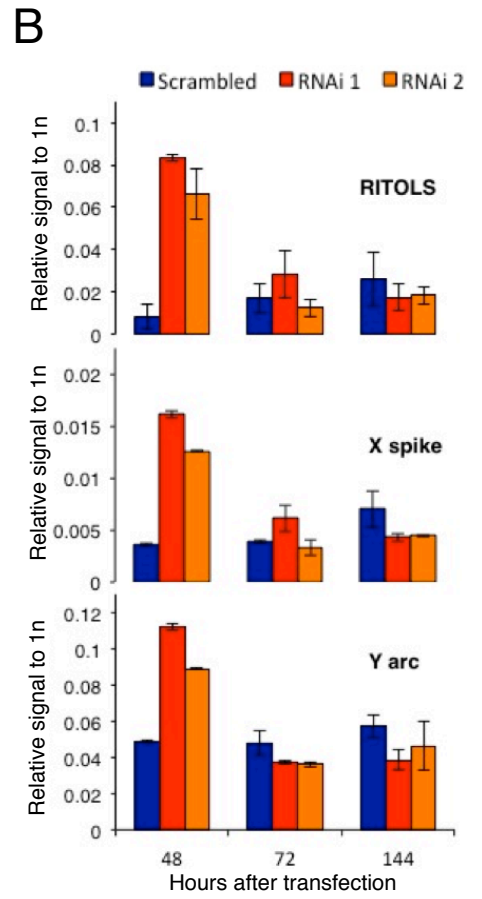 B
Scrambled RNAi 1 RNAi 2
Relative signal to 1n
0.1
0.08
0.06
0.04
0.02
0
RITOLS
Relative signal to 1n
0.02
0.015
0.01
0.005
0
X spike
Relative signal to 1n
0.12
0.1
0.08
0.06
0.04
0.02
0
Y arc
48 72 144
Hours after transfection